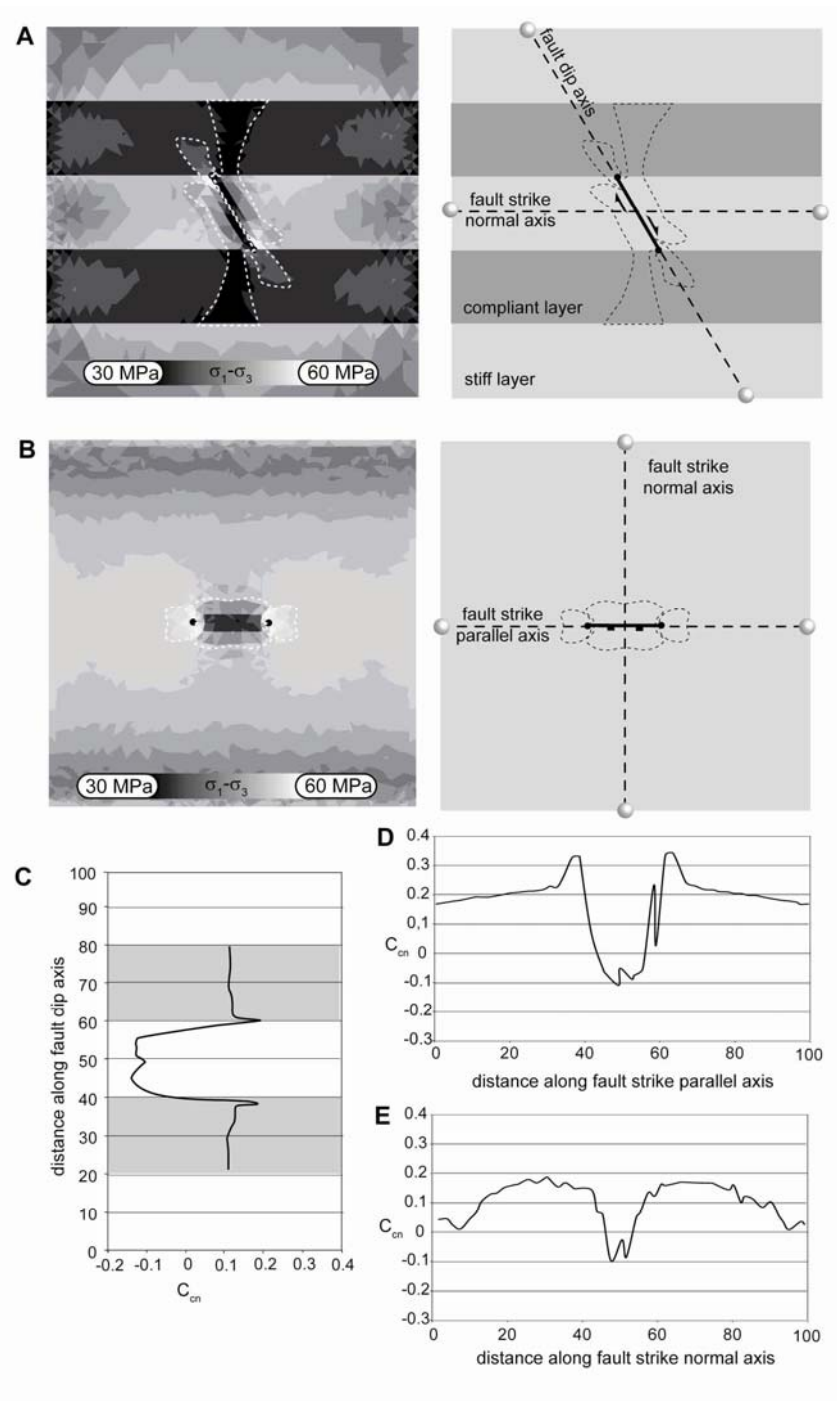 A
fault dip axis
fault strike
normal axis
compliant layer
stiff layer
30 MPa
σ1-σ3
60 MPa
B
fault strike
normal axis
fault strike
parallel axis
30 MPa
σ1-σ3
60 MPa
C
100
90
80
70
60
50
40
30
20
10
0
distance along fault dip axis
-0.2 -0.1 0 0.1 0.2 0.3 0.4
Ccn
D
0.4
0.3
0.2
0,1
0
-0.1
-0.2
-0.3
Ccn
0 20 40 60 80 100
distance along fault strike parallel axis
E
0.4
0.3
0.2
0.1
0
-0.1
-0.2
-0.3
Ccn
0 20 40 60 80 100
distance along fault strike normal axis